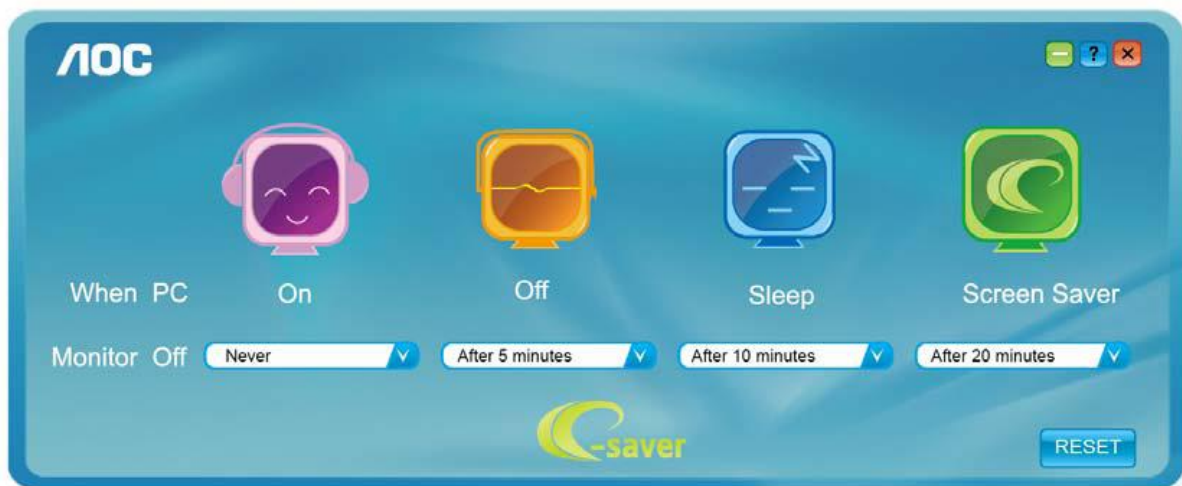 AOC
?
When PC On Off Sleep Screen Saver
Monitor Off Never After 5 minutes After 10 minutes After 20 minutes
e-saver
RESET